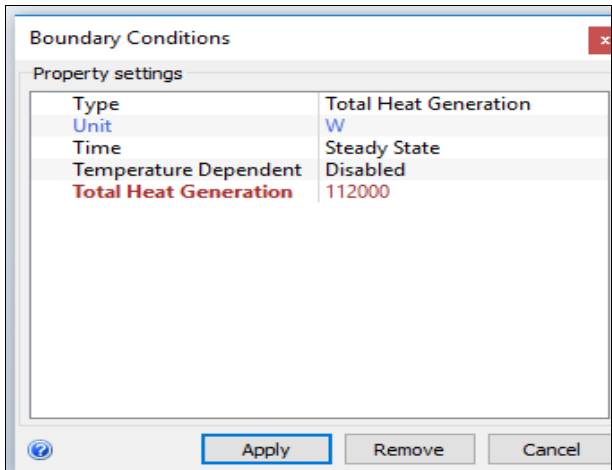 Boundary Conditions
x
Property settings
Type Total Heat Generation
Unit W
Time Steady State
Temperature Dependent Disabled
Total Heat Generation 112000
? Apply Remove Cancel